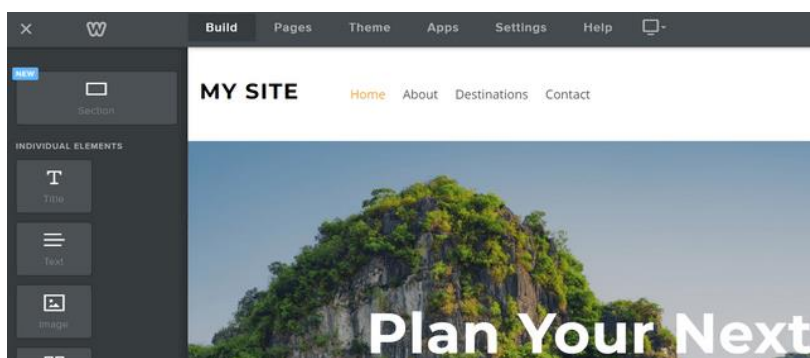 Build Pages Theme Apps Settings Help
NEW
Section
INDIVIDUAL ELEMENTS
Title
Text
Image
MY SITE Home About Destinations Contact
Plan Your Next